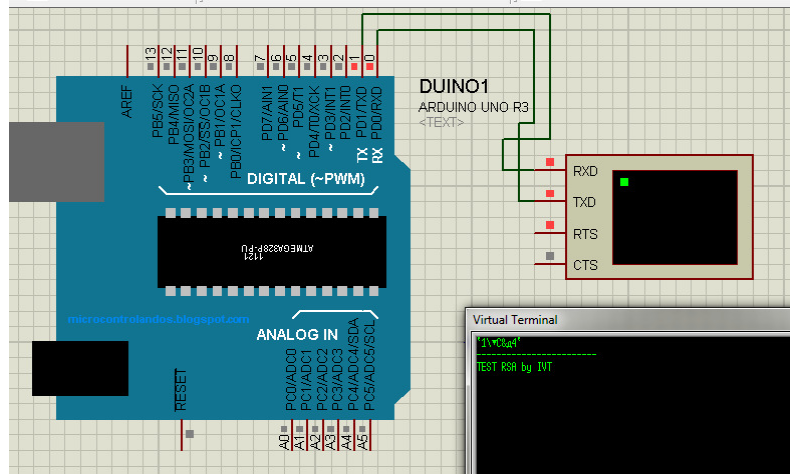 13
12
11
10
9
8
7
6
5
4
3
2
1
0
AREF
PB5/SCK
PB4/MISO
~PB3/MOSI/OC2A
~PB2/SS/OC1B
~PB1/OC1A
PB0/ICP1/CLKO
PD7/AIN1
~PD6/AIN0
~PD5/T1
PD4/T0/XCK
~PD3/INT1
PD2/INT0
PD1/TXD
PD0/RXD
TX
RX
DIGITAL (~PWM)
DUINO1
ARDUINO UNO R3
<TEXT>
RXD
TXD
RTS
CTS
ATMEGA328P-PU
1121
microcontrolandos.blogspot.com
ANALOG IN
RESET
PC0/ADC0
PC1/ADC1
PC2/ADC2
PC3/ADC3
PC4/ADC4/SDA
PC5/ADC5/SCL
A0
A1
A2
A3
A4
A5
Virtual Terminal
-------------------------
TEST RSA by IVT